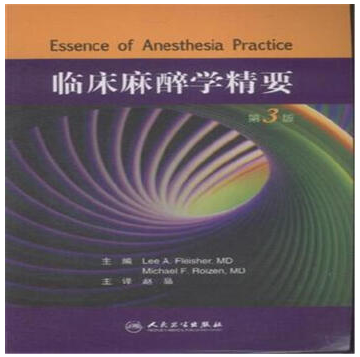 Essence of Anesthesia Practice
临床麻醉学精要
第3版
主 编 Lee A. Fleisher, MD
Michael F. Roizen, MD
主 译 赵 晶
人民卫生出版社